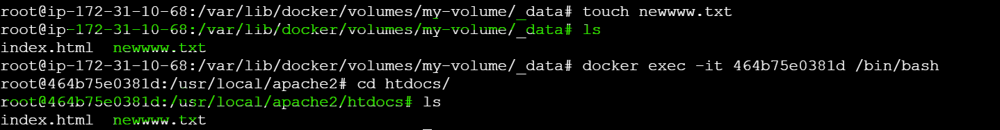 root@ip-172-31-10-68:/var/lib/docker/volumes/my-volume/_data# touch newwww.txt
root@ip-172-31-10-68:/var/lib/docker/volumes/my-volume/_data# ls
index.html  newwww.txt
root@ip-172-31-10-68:/var/lib/docker/volumes/my-volume/_data# docker exec -it 464b75e0381d /bin/bash
root@464b75e0381d:/usr/local/apache2# cd htdocs/
root@464b75e0381d:/usr/local/apache2/htdocs# ls
index.html  newwww.txt